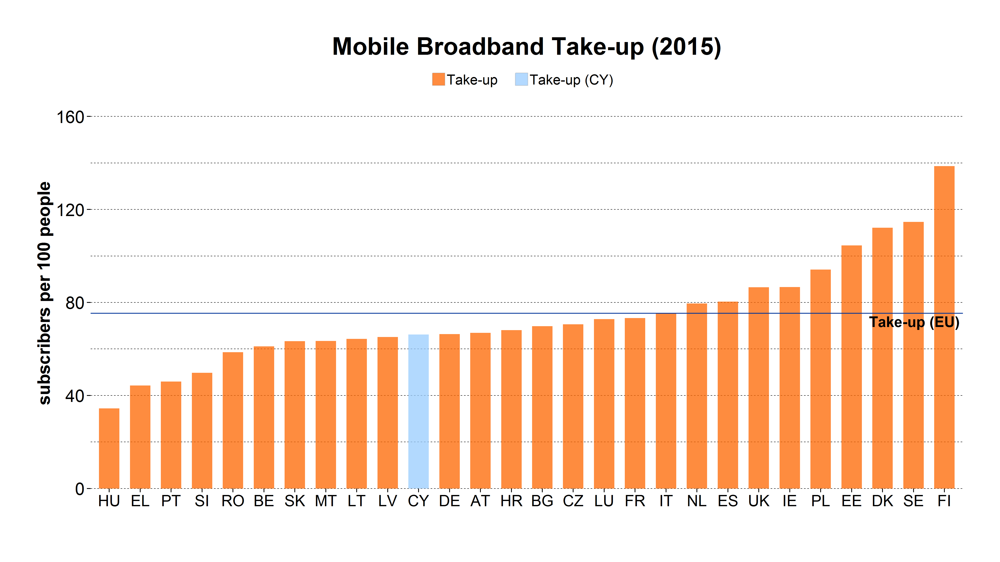 Mobile Broadband Take-up (2015)
Take-up Take-up (CY)
subscribers per 100 people
160
120
80
40
0
Take-up (EU)
HU EL PT SI RO BE SK MT LT LV CY DE AT HR BG CZ LU FR IT NL ES UK IE PL EE DK SE FI